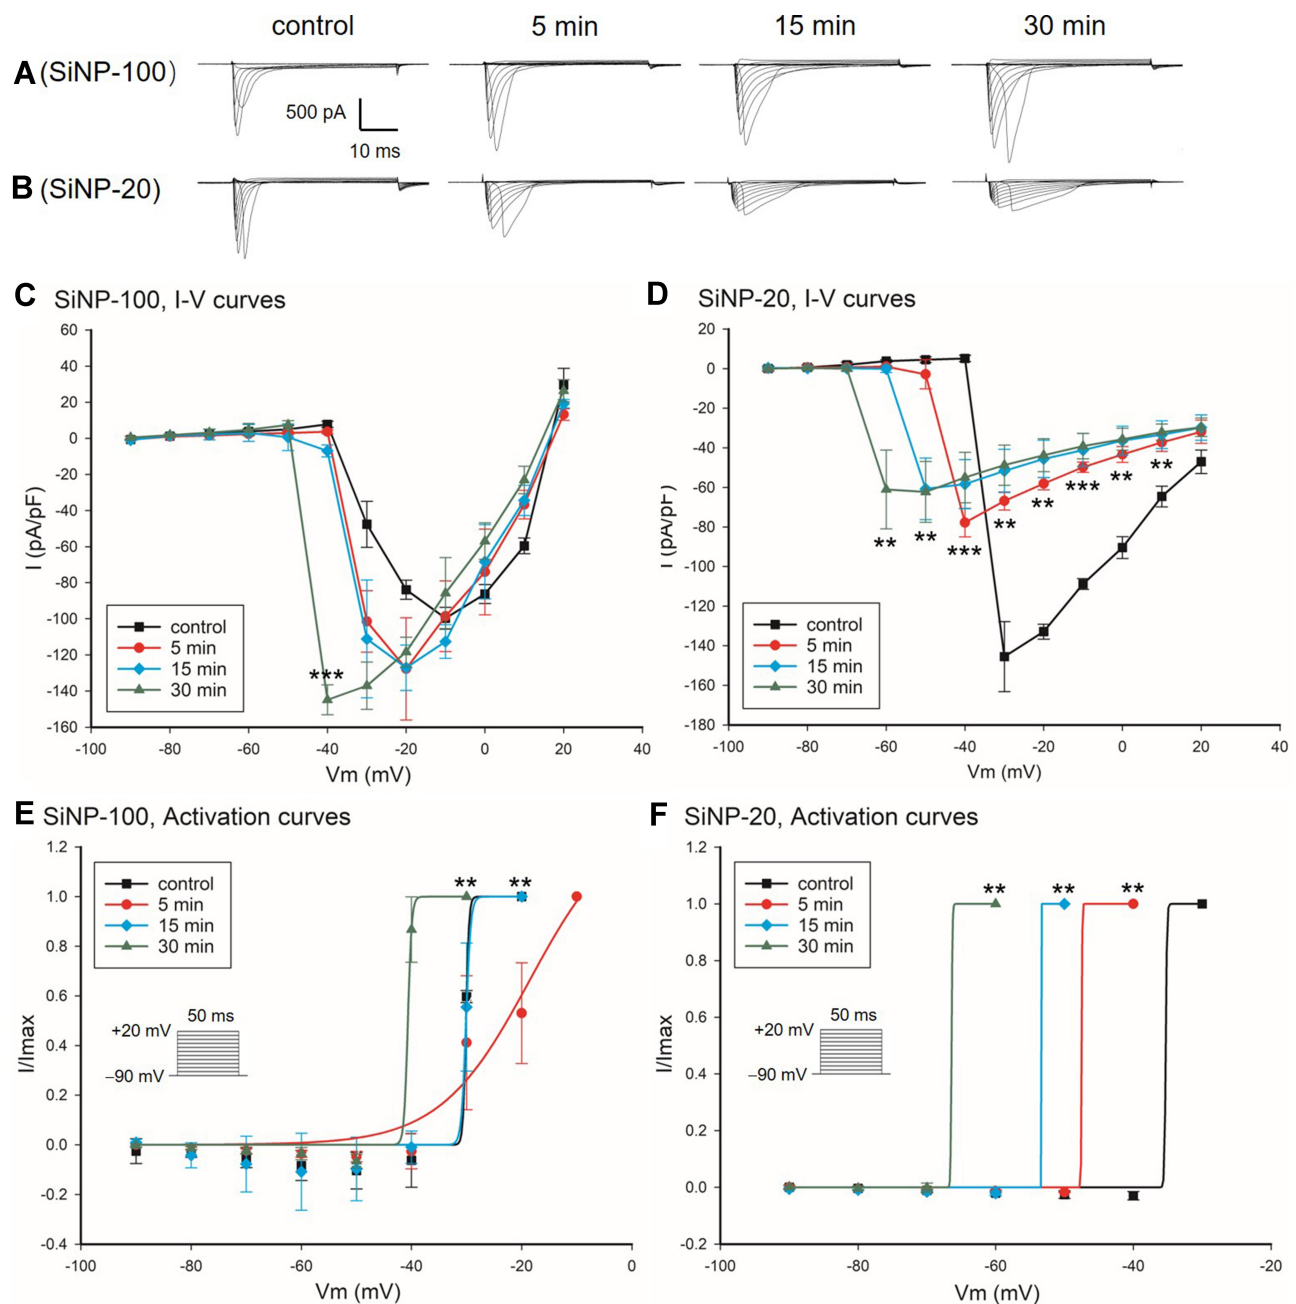 control 5 min 15 min 30 min
A (SiNP-100)
500 pA
10 ms
B (SiNP-20)
C SiNP-100, I-V curves
60
40
20
0
-20
-40
-60
-80
-100
-120
-140
-160
I (pA/pF)
***
control
5 min
15 min
30 min
-100 -80 -60 -40 -20 0 20 40
Vm (mV)
D SiNP-20, I-V curves
20
0
-20
-40
-60
-80
-100
-120
-140
-160
-180
I (pA/pF)
** ** *** ** ** *** ** **
control
5 min
15 min
30 min
-100 -80 -60 -40 -20 0 20 40
Vm (mV)
E SiNP-100, Activation curves
1.2
1.0
0.8
0.6
0.4
0.2
0.0
-0.2
-0.4
I/Imax
control
5 min
15 min
30 min
** **
50 ms
+20 mV
–90 mV
-100 -80 -60 -40 -20 0
Vm (mV)
F SiNP-20, Activation curves
1.2
1.0
0.8
0.6
0.4
0.2
0.0
-0.2
I/Imax
control
5 min
15 min
30 min
** ** **
50 ms
+20 mV
–90 mV
-100 -80 -60 -40 -20
Vm (mV)